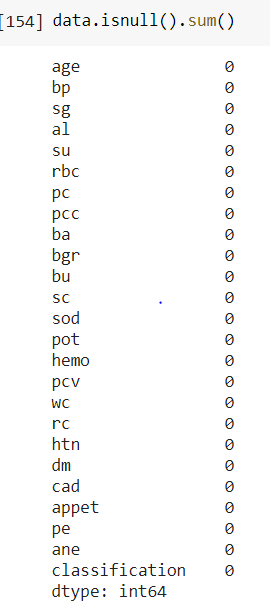 [154] data.isnull().sum()
age 0
bp 0
sg 0
al 0
su 0
rbc 0
pc 0
pcc 0
ba 0
bgr 0
bu 0
sc 0
sod 0
pot 0
hemo 0
pcv 0
wc 0
rc 0
htn 0
dm 0
cad 0
appet 0
pe 0
ane 0
classification 0
dtype: int64